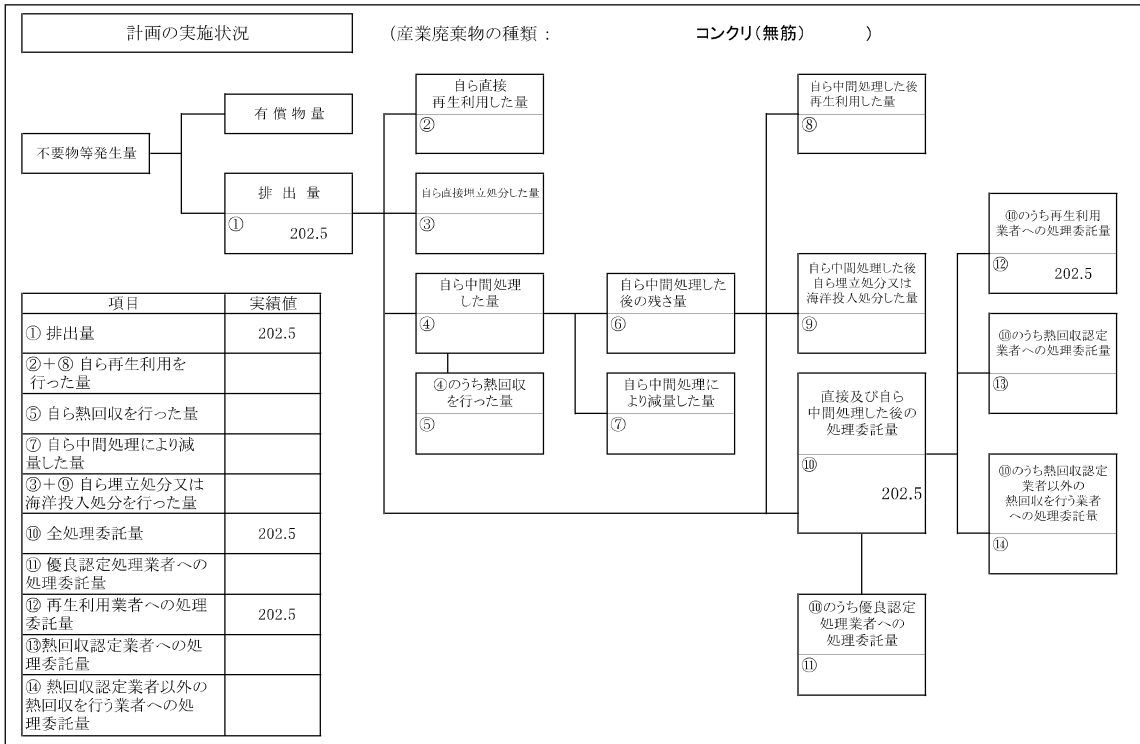 計画の実施状況
（産業廃棄物の種類： コンクリ（無筋） ）
不要物等発生量
有償物量
排出量
①
202.5
自ら直接
再生利用した量
②
自ら直接埋立処分した量
③
自ら中間処理
した量
④
④のうち熱回収
を行った量
⑤
自ら中間処理した
後の残さ量
⑥
自ら中間処理に
より減量した量
⑦
自ら中間処理した後
再生利用した量
⑧
自ら中間処理した後
自ら埋立処分又は
海洋投入処分した量
⑨
直接及び自ら
中間処理した後の
処理委託量
⑩
202.5
⑩のうち優良認定
処理業者への
処理委託量
⑪
⑩のうち再生利用
業者への処理委託量
⑫
202.5
⑩のうち熱回収認定
業者への処理委託量
⑬
⑩のうち熱回収認定
業者以外の
熱回収を行う業者
への処理委託量
⑭
項目 実績値
① 排出量 202.5
②＋⑧ 自ら再生利用を
行った量
⑤ 自ら熱回収を行った量
⑦ 自ら中間処理により減
量した量
③＋⑨ 自ら埋立処分又は
海洋投入処分を行った量
⑩ 全処理委託量 202.5
⑪ 優良認定処理業者への
処理委託量
⑫ 再生利用業者への処理
委託量 202.5
⑬熱回収認定業者への処
理委託量
⑭ 熱回収認定業者以外の
熱回収を行う業者への処
理委託量